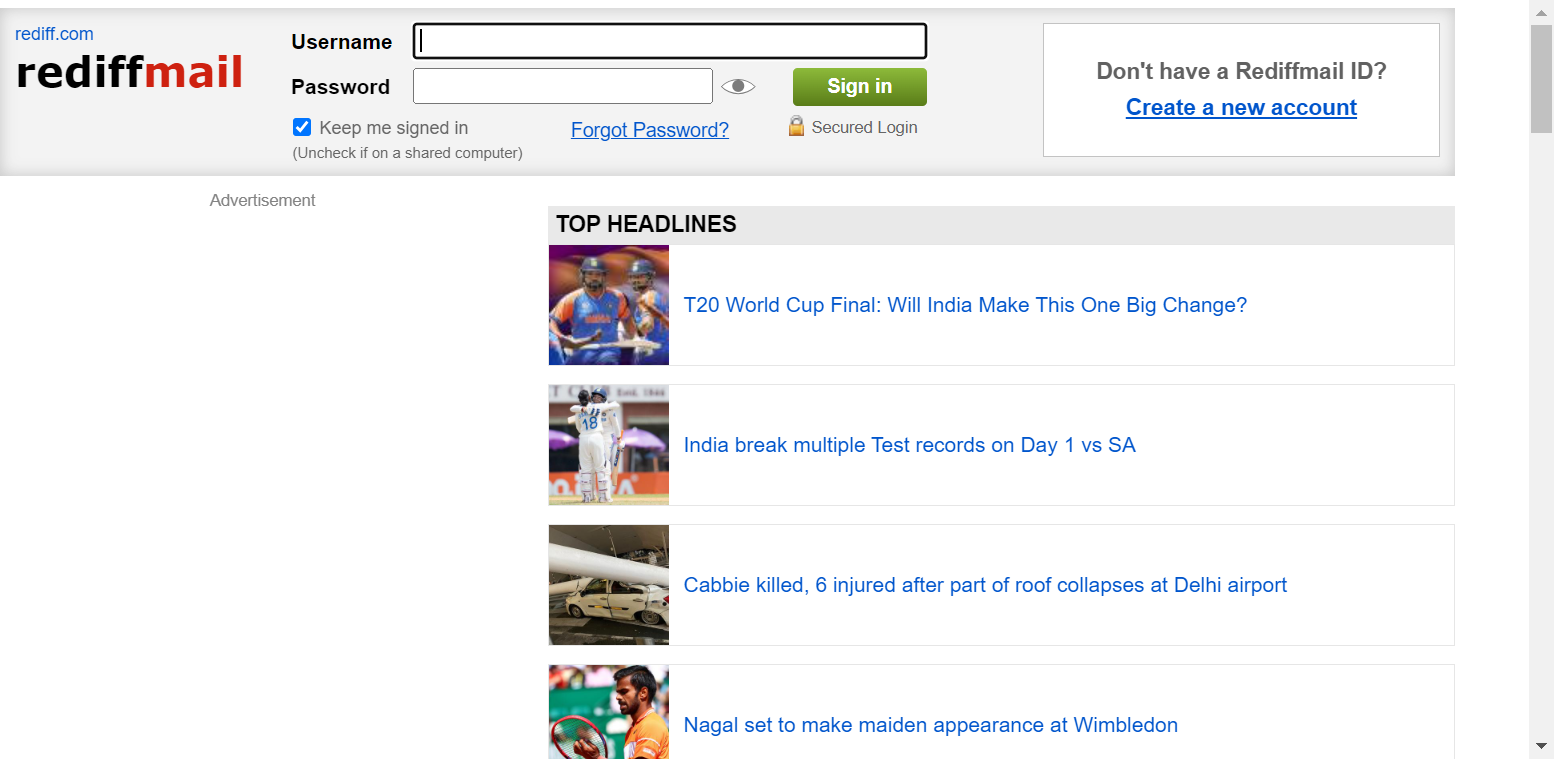 rediff.com
rediffmail
Username
Password
Sign in
Keep me signed in
(Uncheck if on a shared computer)
Forgot Password?
Secured Login
Don't have a Rediffmail ID?
Create a new account
Advertisement
TOP HEADLINES
T20 World Cup Final: Will India Make This One Big Change?
18
India break multiple Test records on Day 1 vs SA
Cabbie killed, 6 injured after part of roof collapses at Delhi airport
Nagal set to make maiden appearance at Wimbledon